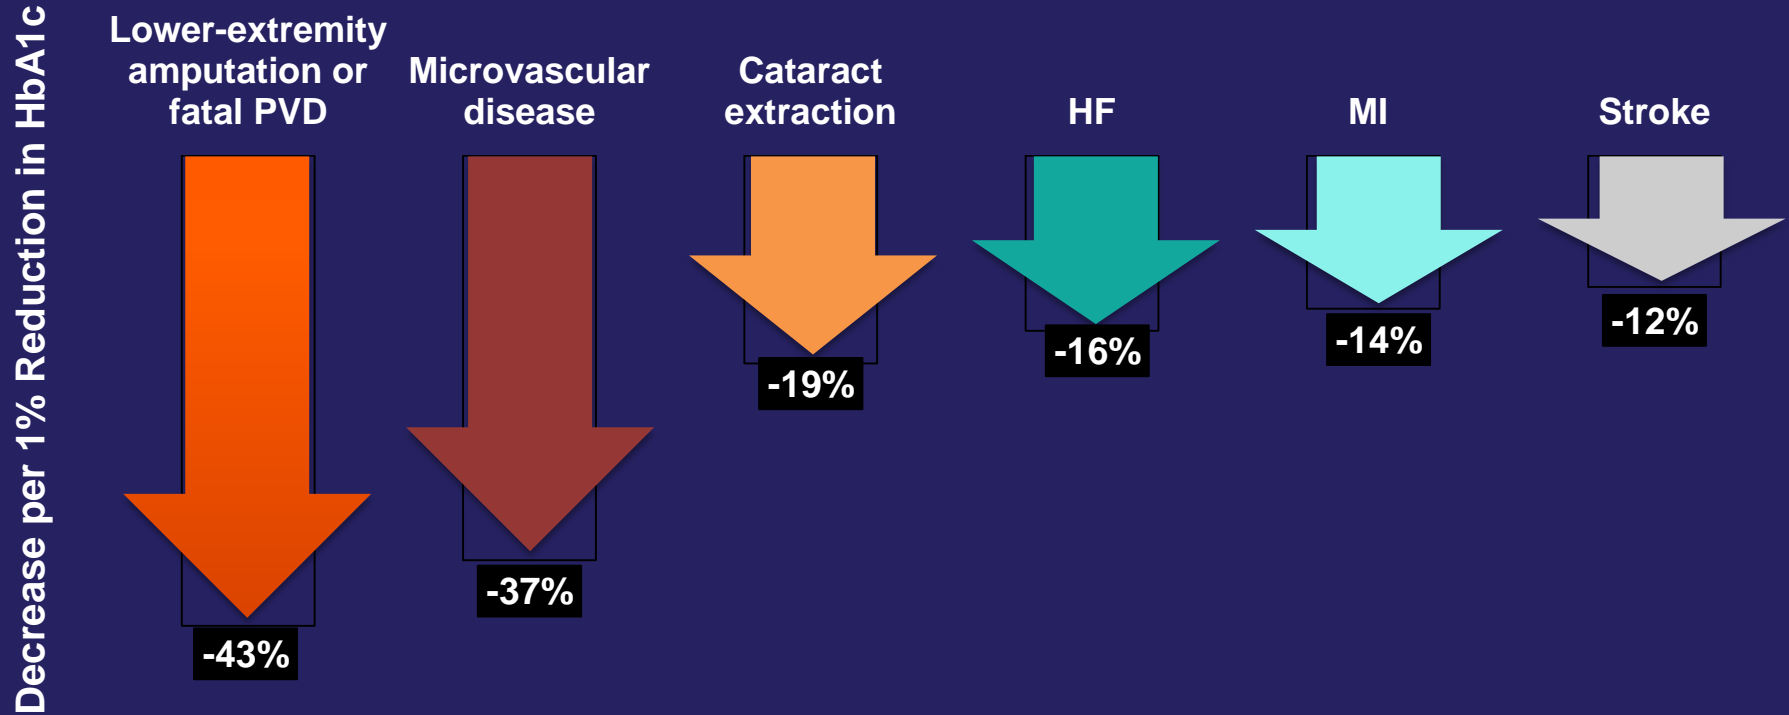 Decrease per 1% Reduction in HbA1c
Lower-extremity
amputation or
fatal PVD
Microvascular
disease
Cataract
extraction
HF
MI
Stroke
-43%
-37%
-19%
-16%
-14%
-12%